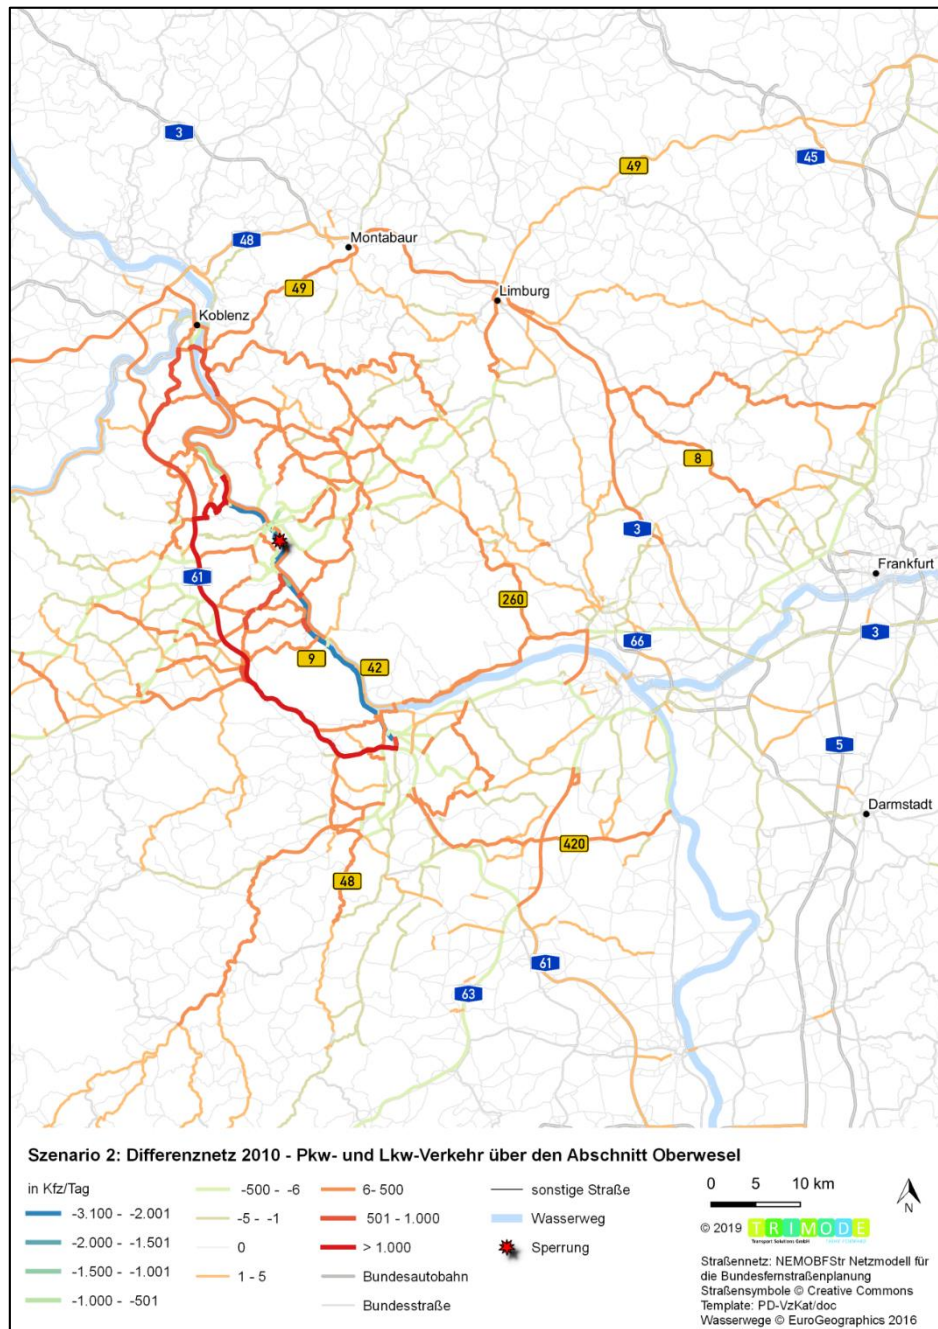 3
45
49
Montabaur
48
49
Limburg
Koblenz
8
3
Frankfurt
61
260
66
3
9
42
5
Darmstadt
420
48
61
63
Szenario 2: Differenznetz 2010 - Pkw- und Lkw-Verkehr über den Abschnitt Oberwesel
in Kfz/Tag
-3.100 - -2.001
-2.000 - -1.501
-1.500 - -1.001
-1.000 - -501
-500 - -6
-5 - -1
0
1 - 5
6- 500
501 - 1.000
> 1.000
Bundesautobahn
Bundesstraße
sonstige Straße
Wasserweg
Sperrung
0 5 10 km
N
© 2019 TRIMODE
Transport Solutions GmbH
Straßennetz: NEMOBFStr Netzmodell für
die Bundesfernstraßenplanung
Straßensymbole © Creative Commons
Template: PD-VzKat/doc
Wasserwege © EuroGeographics 2016